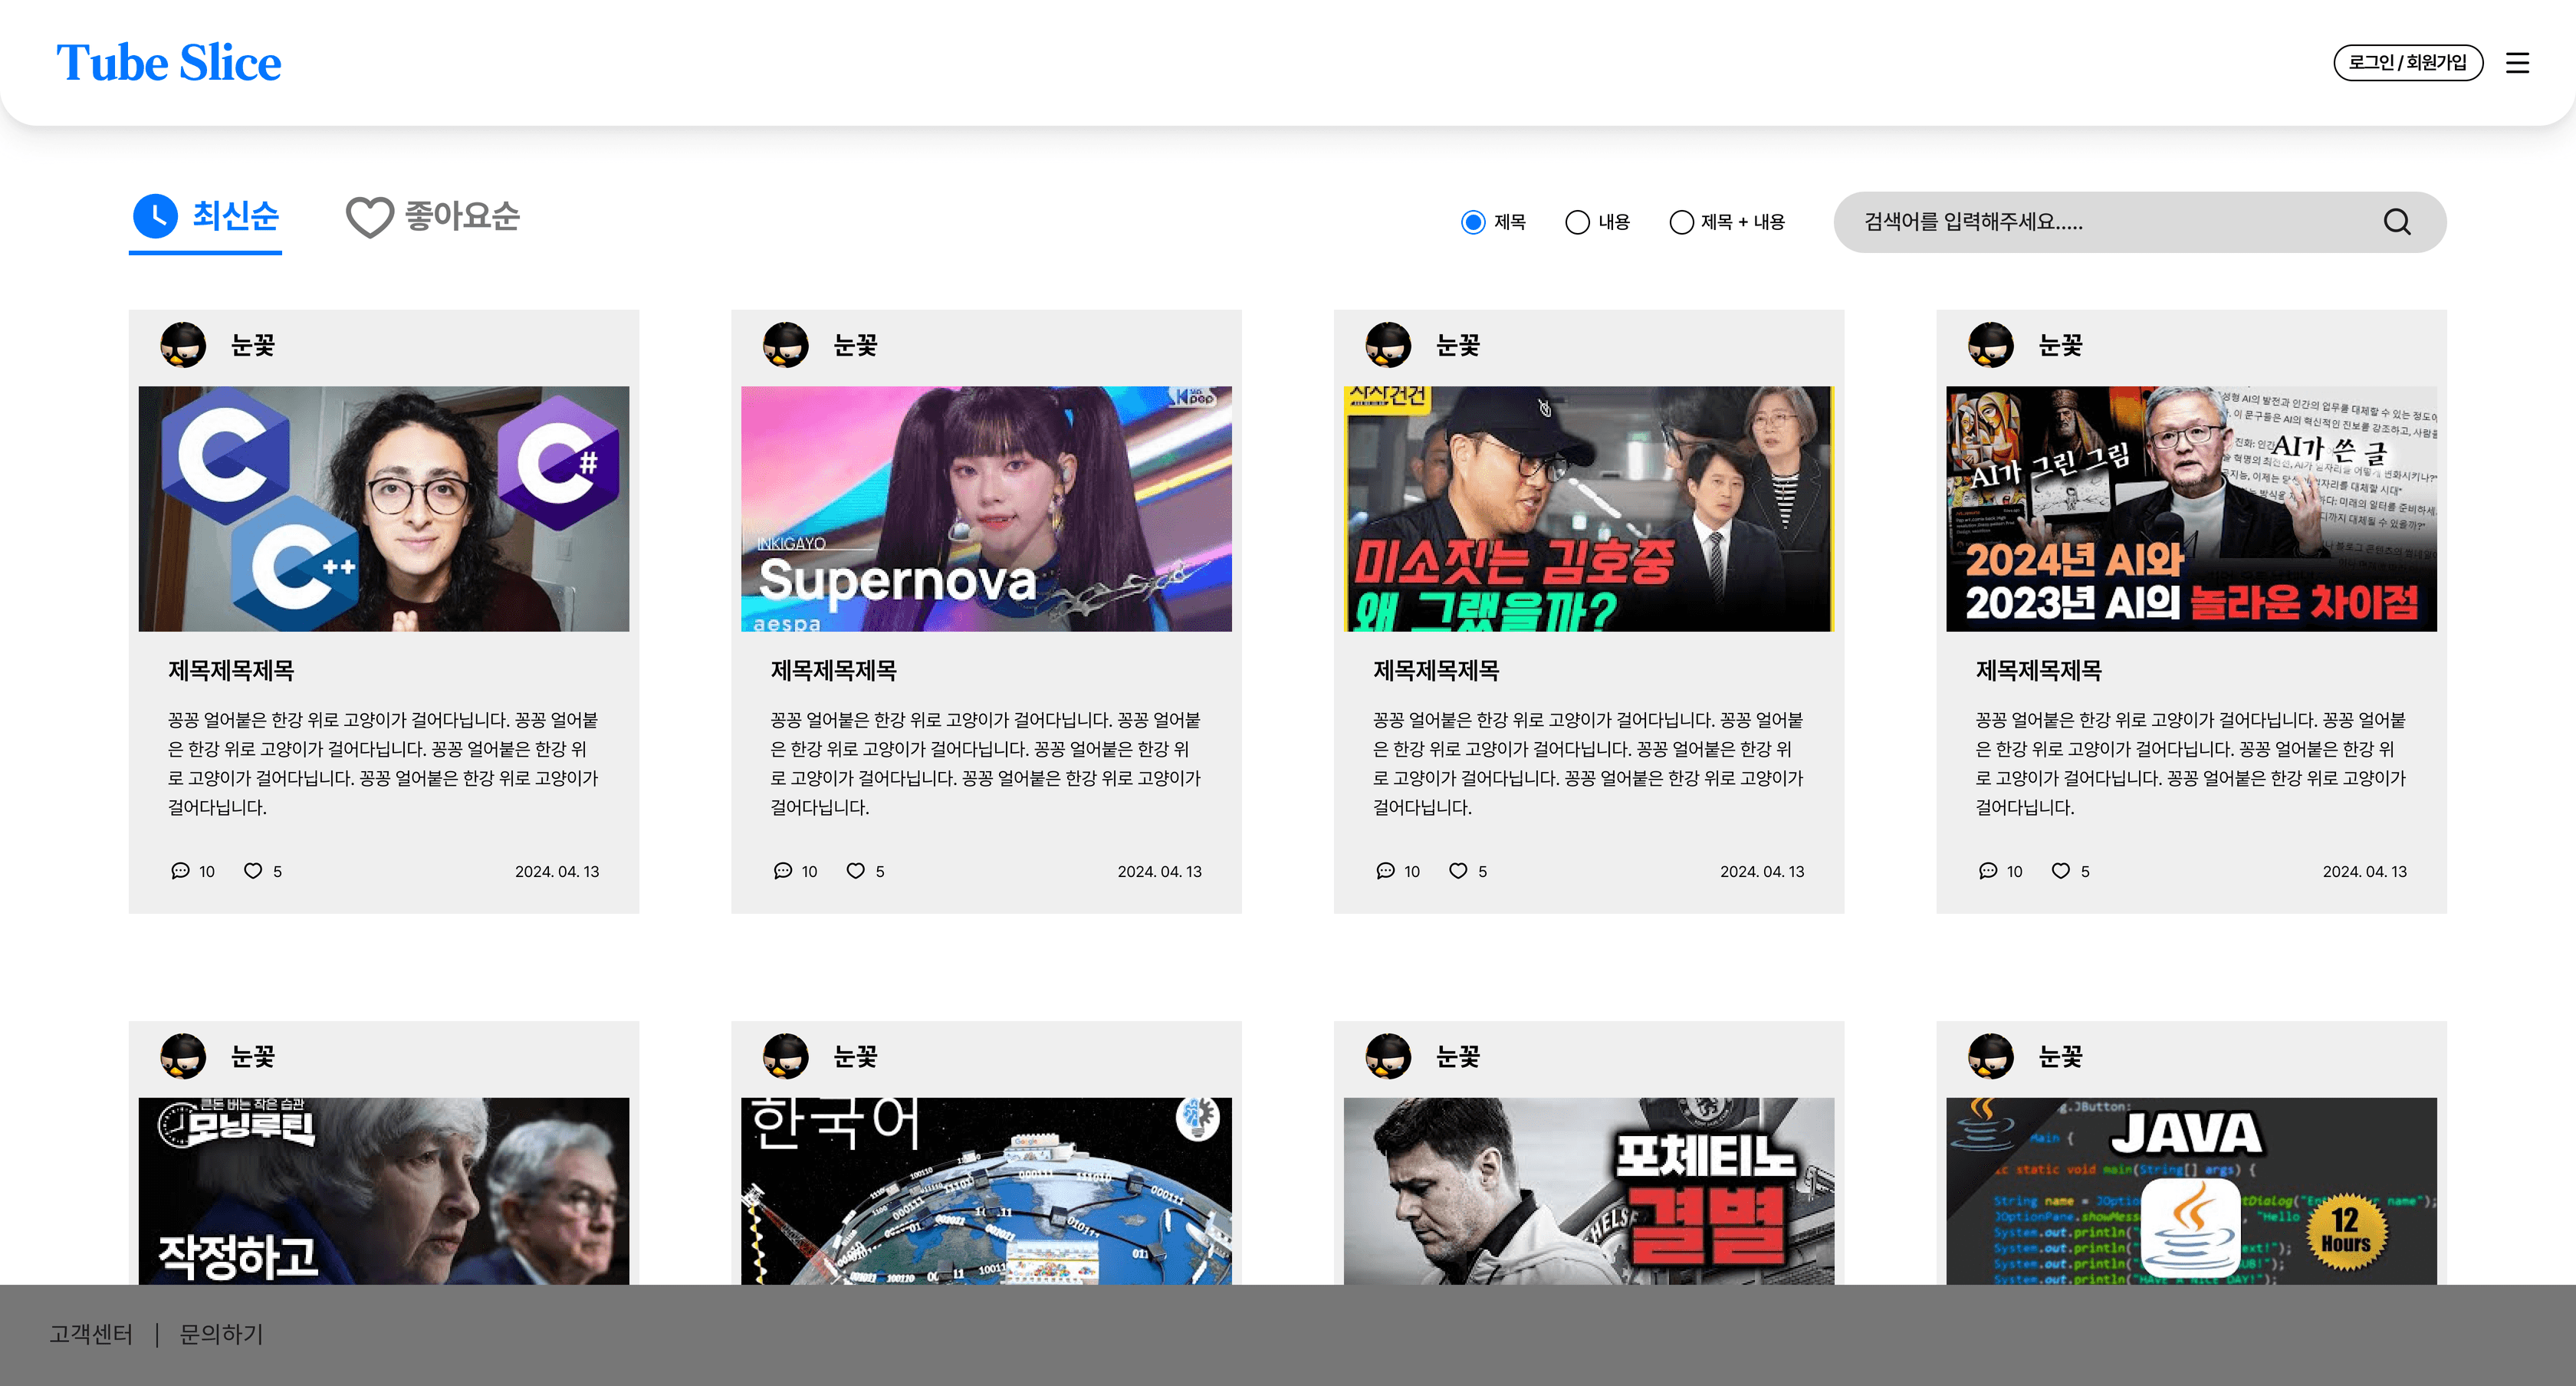 Tube Slice
로그인 / 회원가입
최신순
좋아요순
제목
내용
제목 + 내용
검색어를 입력해주세요.....
눈꽃
C
C#
C++
제목제목제목
꽁꽁 얼어붙은 한강 위로 고양이가 걸어다닙니다. 꽁꽁 얼어붙
은 한강 위로 고양이가 걸어다닙니다. 꽁꽁 얼어붙은 한강 위
로 고양이가 걸어다닙니다. 꽁꽁 얼어붙은 한강 위로 고양이가
걸어다닙니다.
10
5
2024. 04. 13
눈꽃
Kpop
INKIGAYO
Supernova
aespa
제목제목제목
꽁꽁 얼어붙은 한강 위로 고양이가 걸어다닙니다. 꽁꽁 얼어붙
은 한강 위로 고양이가 걸어다닙니다. 꽁꽁 얼어붙은 한강 위
로 고양이가 걸어다닙니다. 꽁꽁 얼어붙은 한강 위로 고양이가
걸어다닙니다.
10
5
2024. 04. 13
눈꽃
시사건건
미소짓는 김호중
왜 그랬을까?
제목제목제목
꽁꽁 얼어붙은 한강 위로 고양이가 걸어다닙니다. 꽁꽁 얼어붙
은 한강 위로 고양이가 걸어다닙니다. 꽁꽁 얼어붙은 한강 위
로 고양이가 걸어다닙니다. 꽁꽁 얼어붙은 한강 위로 고양이가
걸어다닙니다.
10
5
2024. 04. 13
눈꽃
AI가 그린 그림
AI가 쓴 글
2024년 AI와
2023년 AI의 놀라운 차이점
제목제목제목
꽁꽁 얼어붙은 한강 위로 고양이가 걸어다닙니다. 꽁꽁 얼어붙
은 한강 위로 고양이가 걸어다닙니다. 꽁꽁 얼어붙은 한강 위
로 고양이가 걸어다닙니다. 꽁꽁 얼어붙은 한강 위로 고양이가
걸어다닙니다.
10
5
2024. 04. 13
눈꽃
큰돈 버는 작은 습관
모닝루틴
작정하고
눈꽃
한국어
Google
눈꽃
포체티노
결별
눈꽃
JAVA
g.JButton;
Main {
static void main(String[] args) {
12
Hours
고객센터 | 문의하기